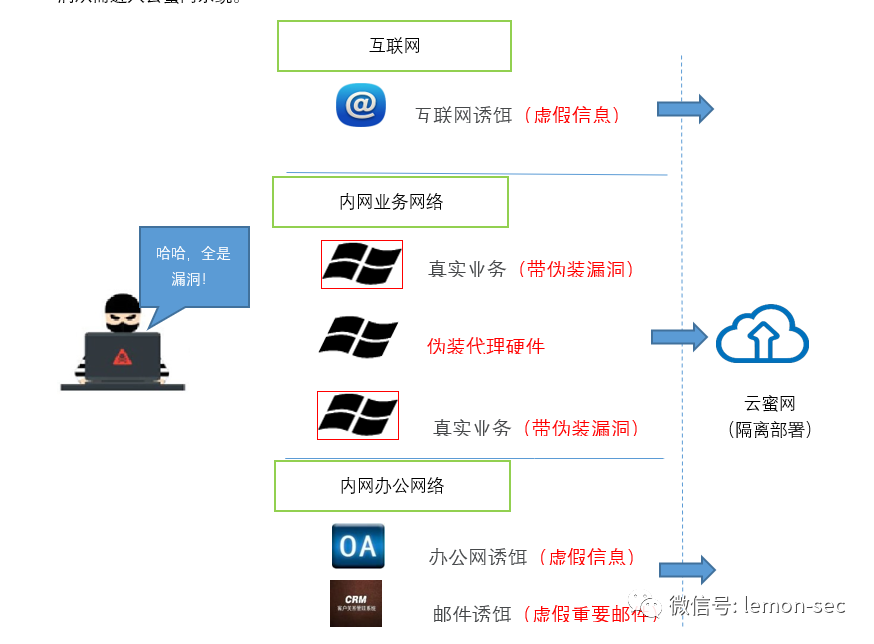 互联网
互联网诱饵（虚假信息）
内网业务网络
哈哈，全是
漏洞!
真实业务（带伪装漏洞）
伪装代理硬件
云蜜网
（隔离部署）
真实业务（带伪装漏洞）
内网办公网络
OA
办公网诱饵（虚假信息）
CRM
邮件诱饵（虚假重要邮件）
微信号: lemon-sec